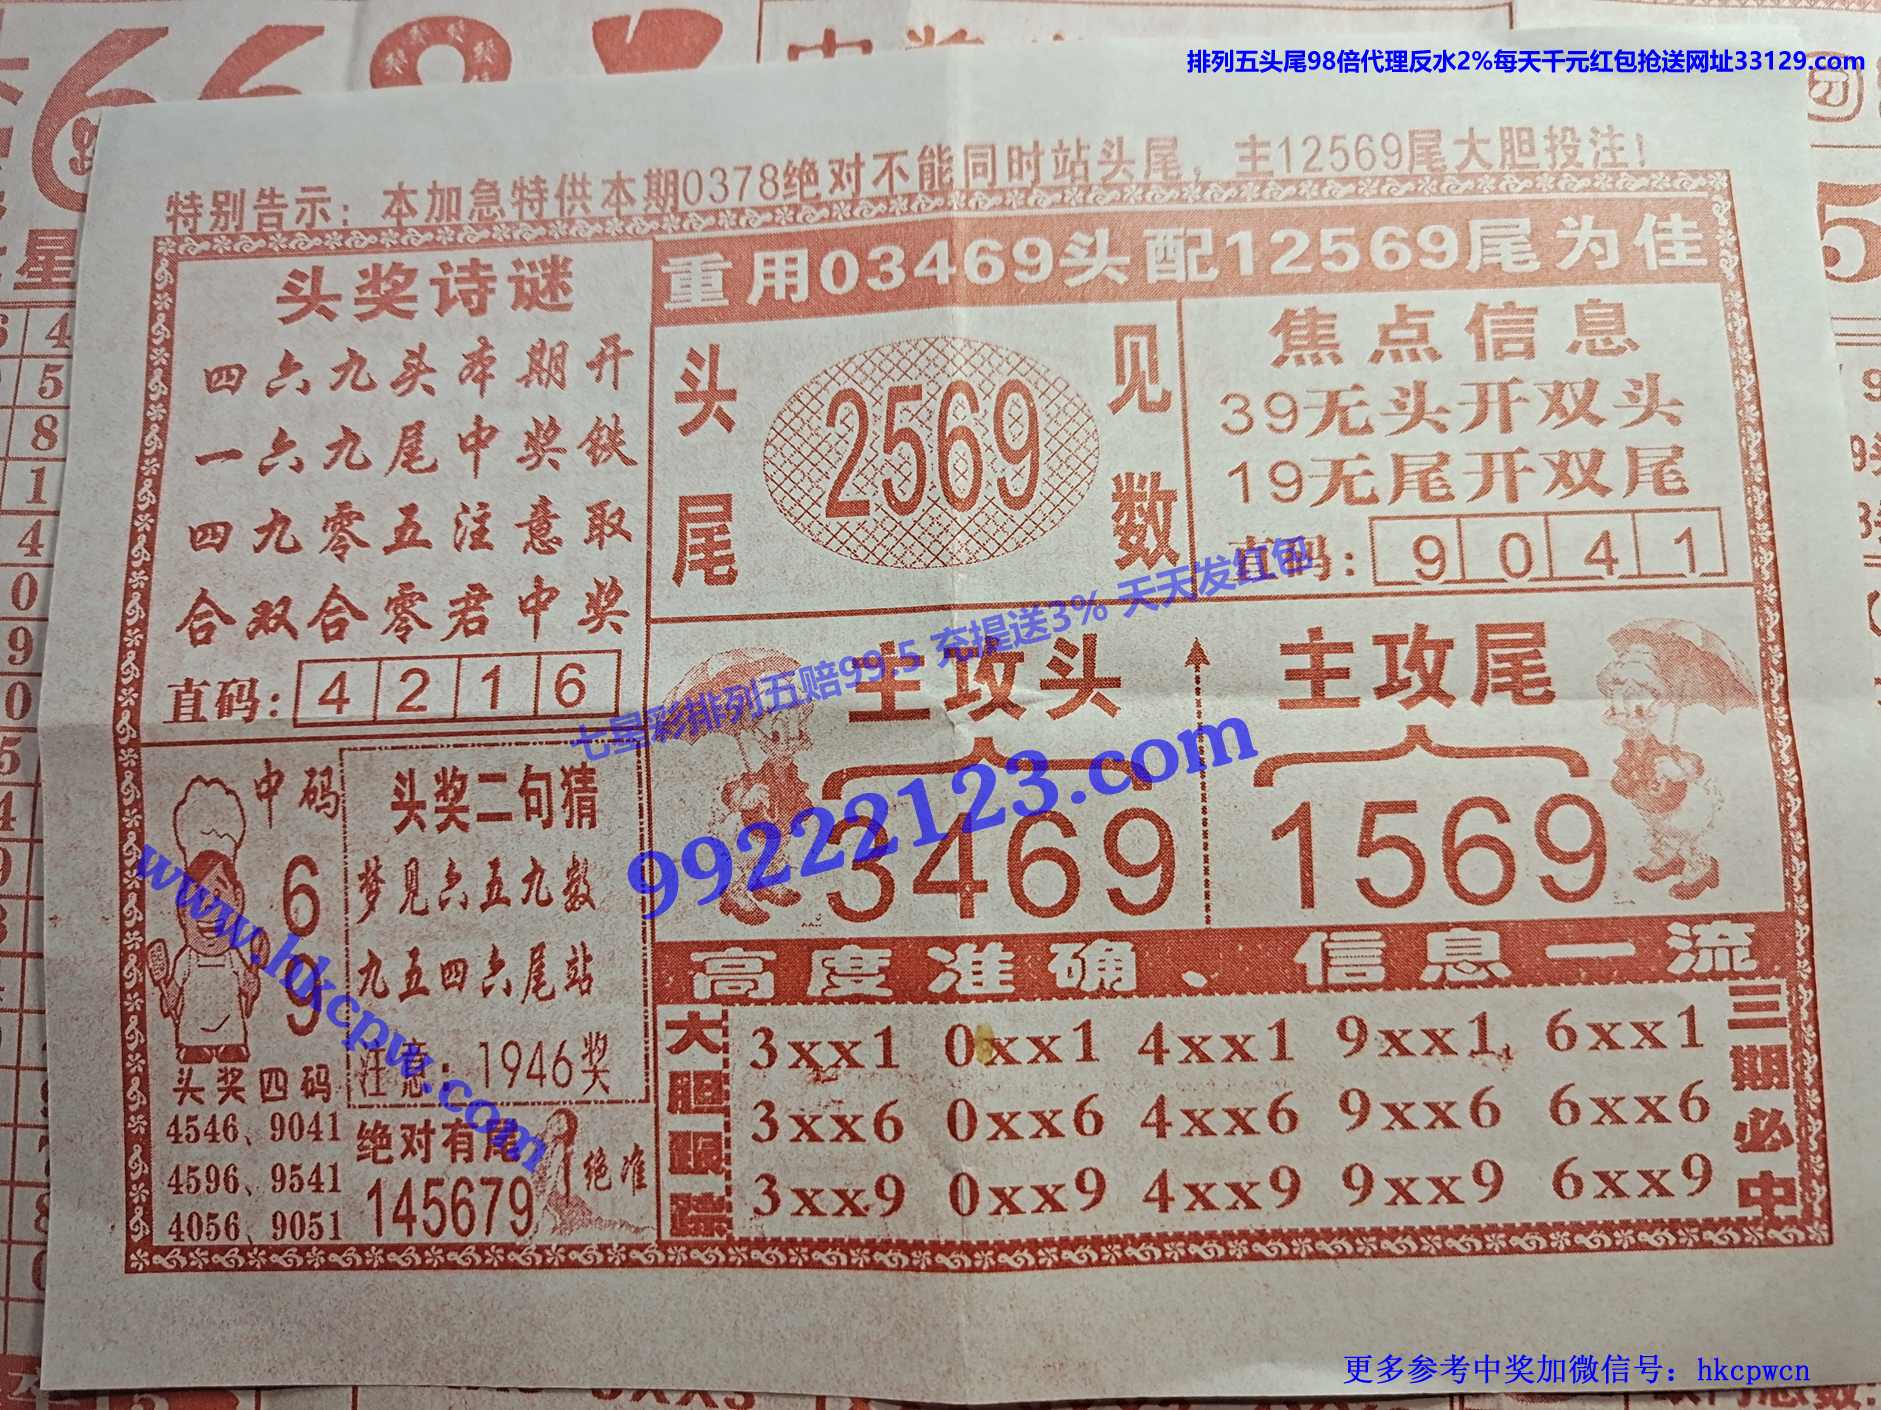 排列五头尾98倍代理反水2%每天千元红包抢送网址33129.com
特别告示：本加急特供本期0378绝对不能同时站头尾，主12569尾大胆投注！
头奖诗谜
四六九头本期开
一六九尾中奖铁
四九零五注意取
合双合零君中奖
直码：4216
重用03469头配12569尾为佳
头尾
2569
见数
焦点信息
39无头开双头
19无尾开双尾
直码：9041
七星彩排列五赔99.5 充提送3% 天天发红包
99222123.com
主攻头
3469
主攻尾
1569
中码
6
9
头奖四码
4546、9041
4596、9541
4056、9051
头奖二句猜
梦见六五九数
九五四六尾站
注意：1946奖
绝对有尾
145679
绝准
www.hkcpw.com
高度准确、信息一流
大胆跟踪
3xx1 0xx1 4xx1 9xx1 6xx1
3xx6 0xx6 4xx6 9xx6 6xx6
3xx9 0xx9 4xx9 9xx9 6xx9
三期必中
更多参考中奖加微信号：hkcpwcn